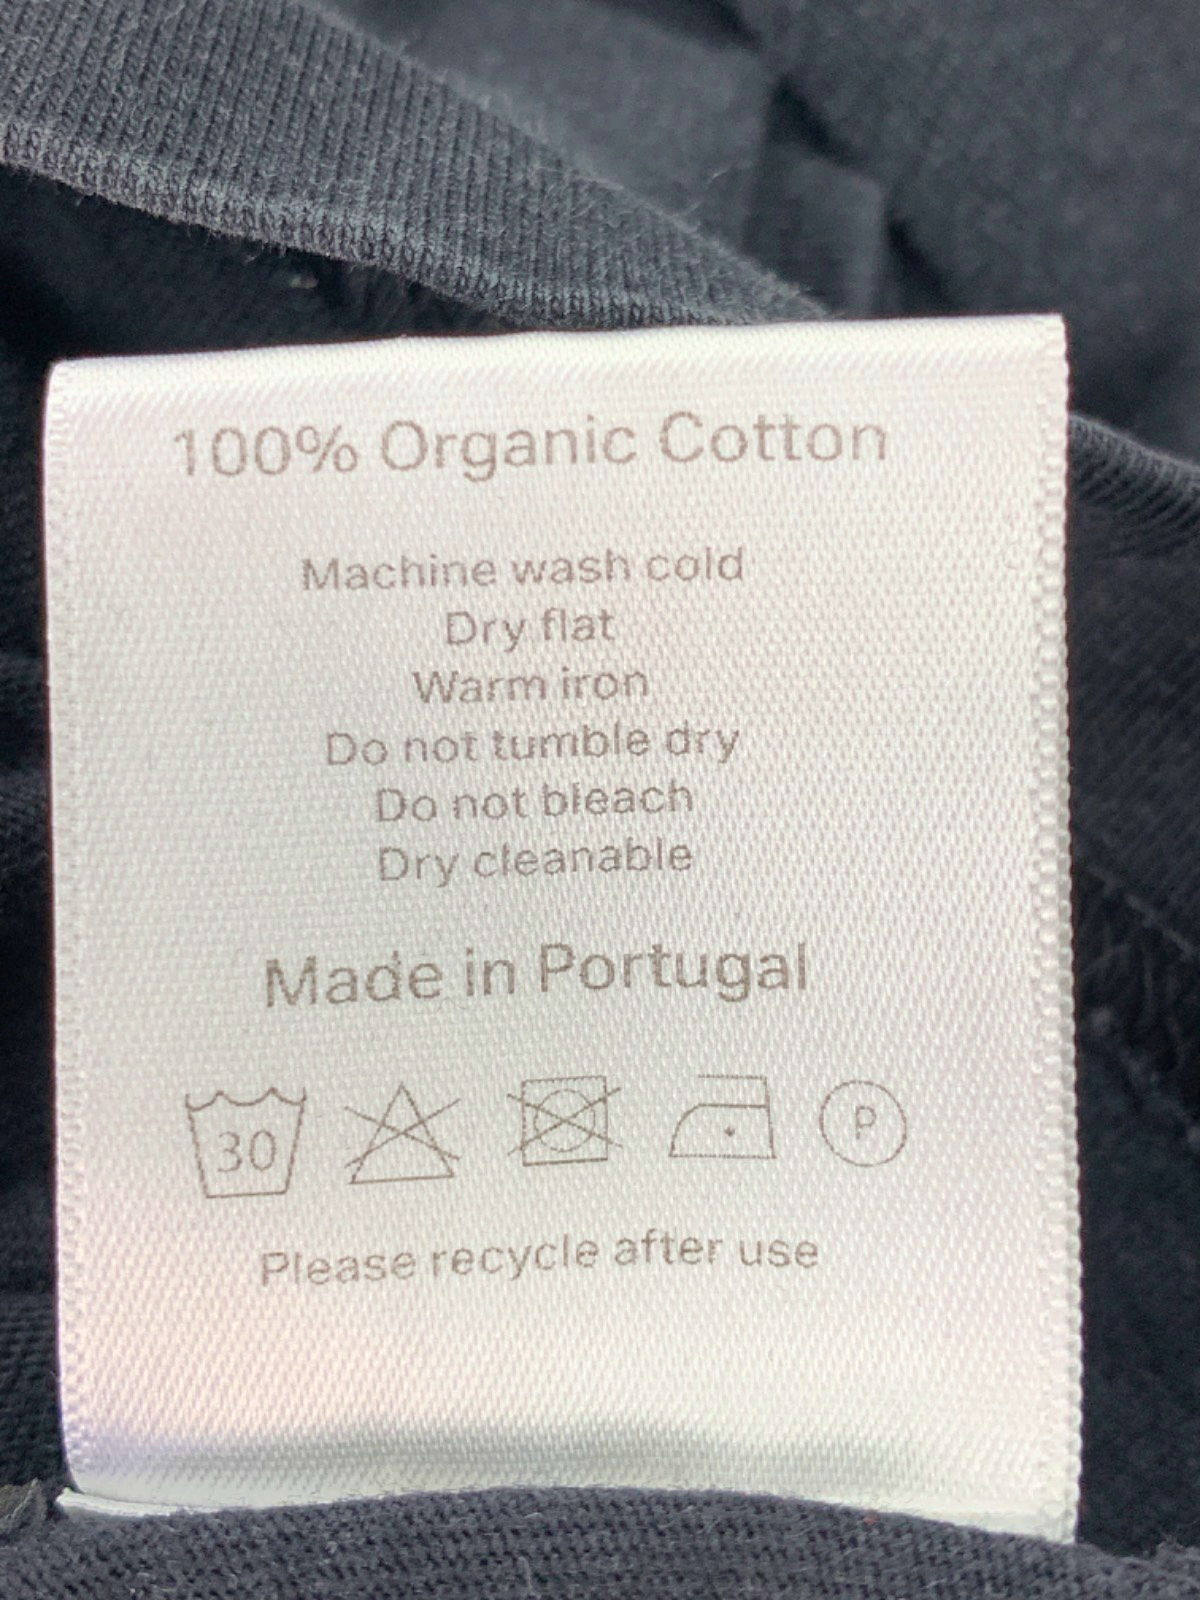 100% Organic Cotton
Machine wash cold
Dry flat
Warm iron
Do not tumble dry
Do not bleach
Dry cleanable
Made in Portugal
30 P
Please recycle after use